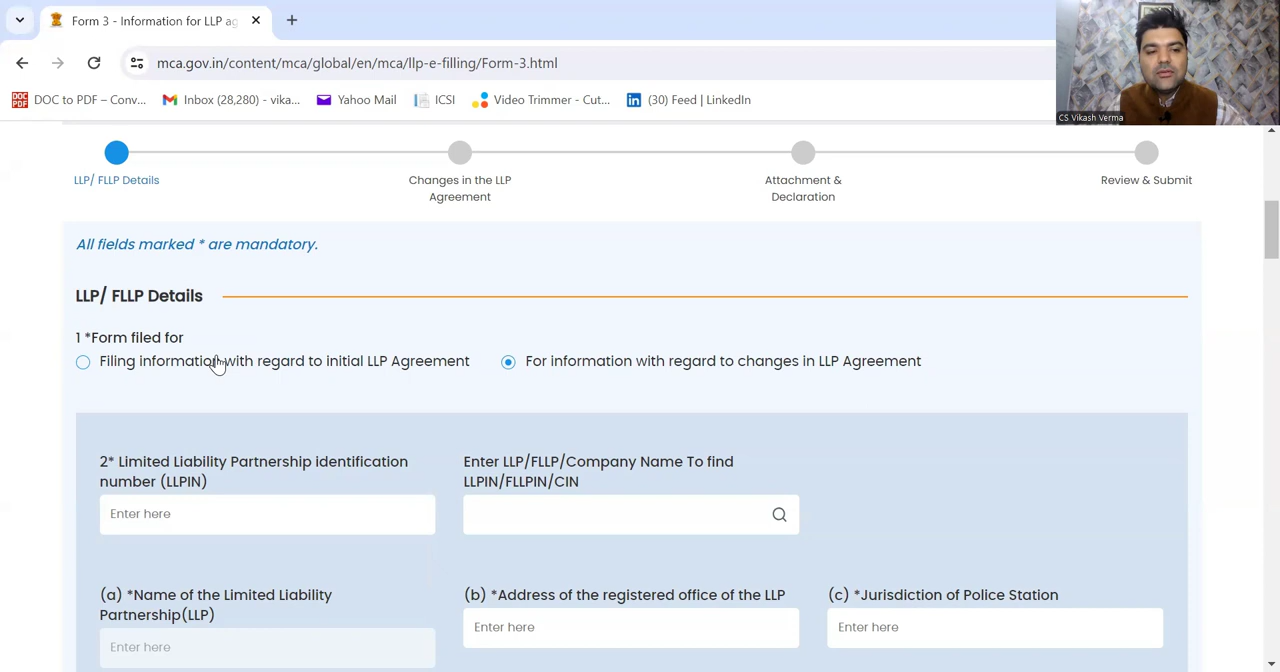 Form 3 - Information for LLP ag
mca.gov.in/content/mca/global/en/mca/llp-e-filling/Form-3.html
DOC to PDF – Conv... Inbox (28,280) - vika... Yahoo Mail ICSI Video Trimmer - Cut... (30) Feed | LinkedIn
CS Vikash Verma
LLP/ FLLP Details
Changes in the LLP
Agreement
Attachment &
Declaration
Review & Submit
All fields marked * are mandatory.
LLP/ FLLP Details
1 *Form filed for
Filing information with regard to initial LLP Agreement
For information with regard to changes in LLP Agreement
2* Limited Liability Partnership identification
number (LLPIN)
Enter here
Enter LLP/FLLP/Company Name To find
LLPIN/FLLPIN/CIN
(a) *Name of the Limited Liability
Partnership(LLP)
Enter here
(b) *Address of the registered office of the LLP
Enter here
(c) *Jurisdiction of Police Station
Enter here